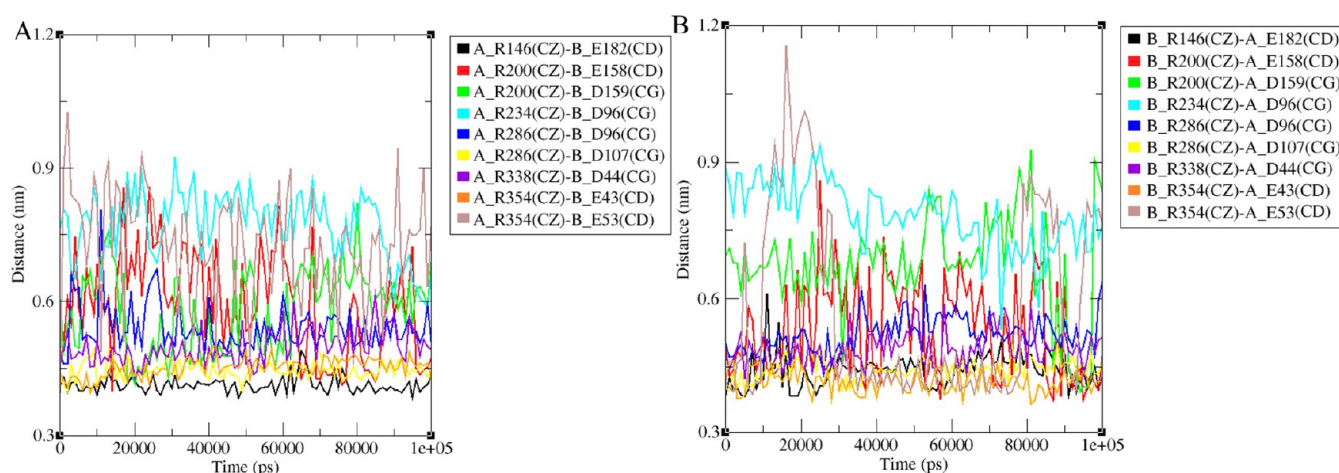 A
1.2
0.9
0.6
0.3
Distance (nm)
0 20000 40000 60000 80000 1e+05
Time (ps)
A_R146(CZ)-B_E182(CD)
A_R200(CZ)-B_E158(CD)
A_R200(CZ)-B_D159(CG)
A_R234(CZ)-B_D96(CG)
A_R286(CZ)-B_D96(CG)
A_R286(CZ)-B_D107(CG)
A_R338(CZ)-B_D44(CG)
A_R354(CZ)-B_E43(CD)
A_R354(CZ)-B_E53(CD)
B
1.2
0.9
0.6
0.3
Distance (nm)
0 20000 40000 60000 80000 1e+05
Time (ps)
B_R146(CZ)-A_E182(CD)
B_R200(CZ)-A_E158(CD)
B_R200(CZ)-A_D159(CG)
B_R234(CZ)-A_D96(CG)
B_R286(CZ)-A_D96(CG)
B_R286(CZ)-A_D107(CG)
B_R338(CZ)-A_D44(CG)
B_R354(CZ)-A_E43(CD)
B_R354(CZ)-A_E53(CD)